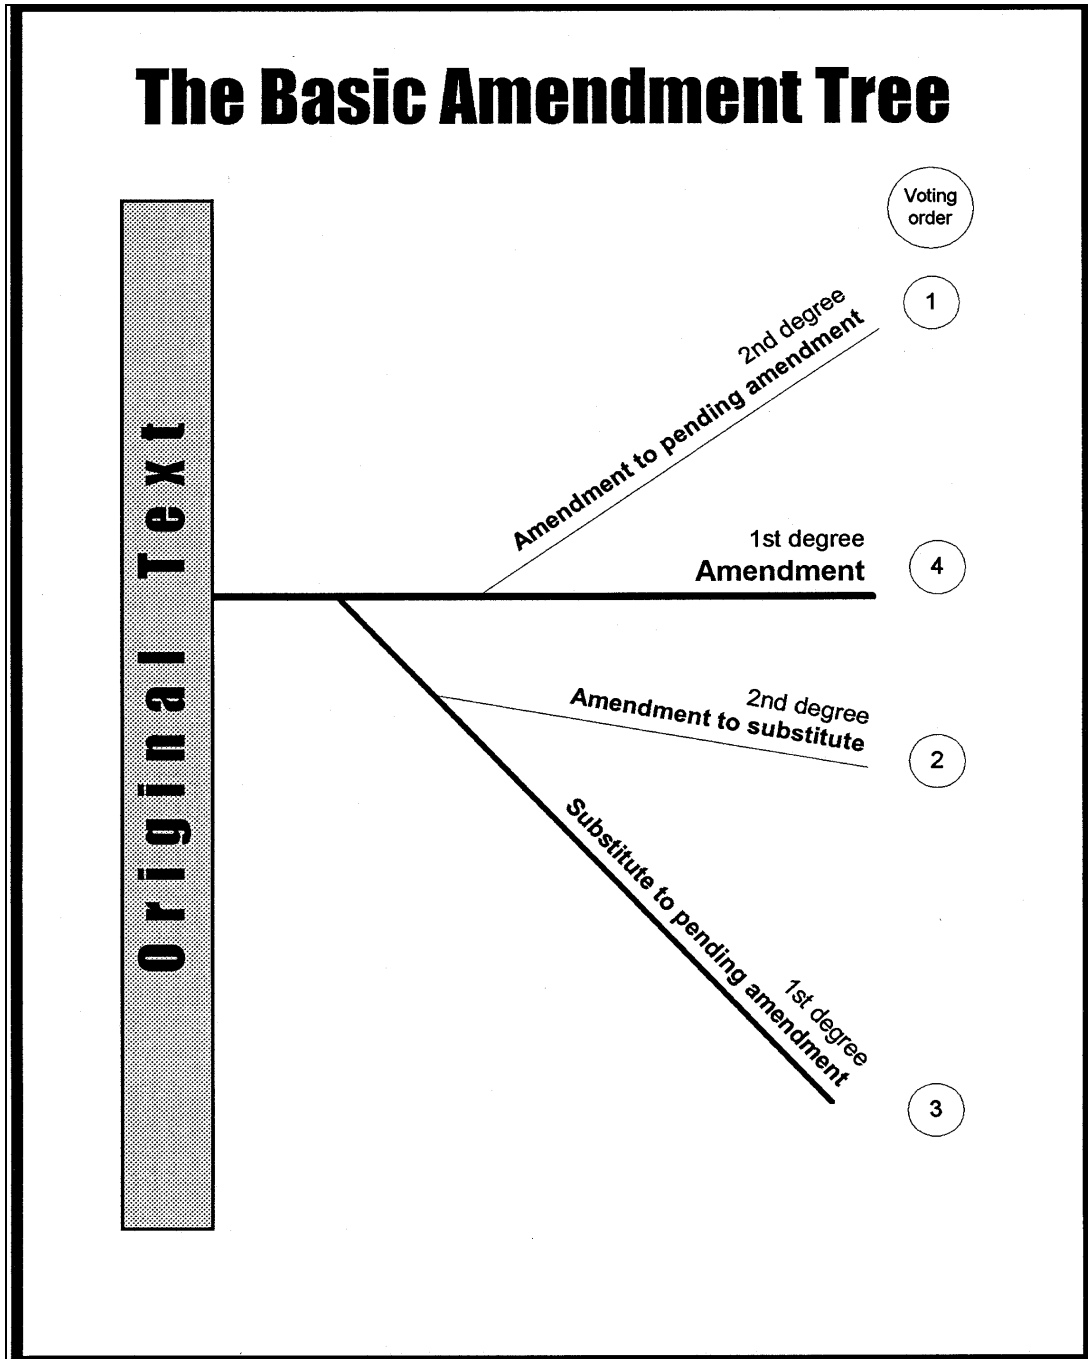 The Basic Amendment Tree
Voting
order
Original Text
1
2nd degree
Amendment to pending amendment
1st degree
Amendment
4
2nd degree
Amendment to substitute
2
Substitute to pending amendment
1st degree
3